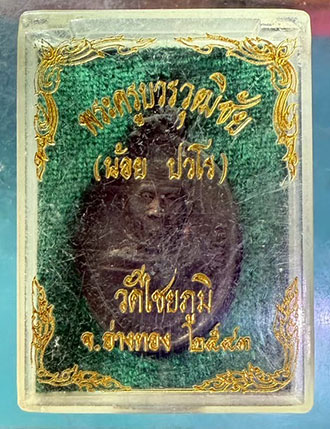 พระครูบวรวุฒิชัย
(น้อย ปวโร)
วัดไชยภูมิ
จ.อ่างทอง ๒๕๔๓